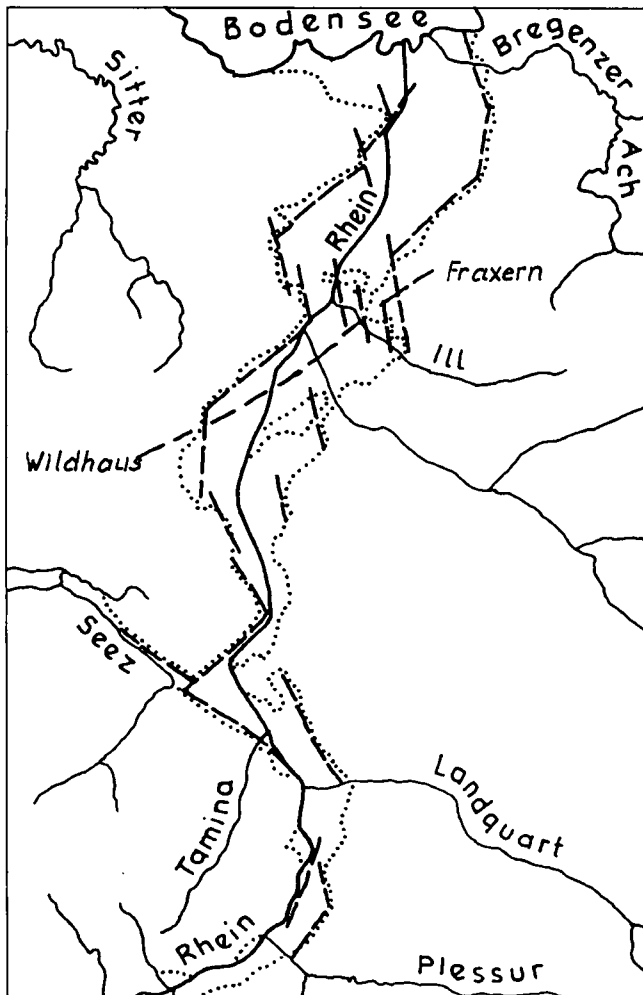 Bodensee
Bregenzer
Ach
Sitter
Rhein
Fraxern
Ill
Wildhaus
Seez
Landquart
Tamina
Rhein
Plessur